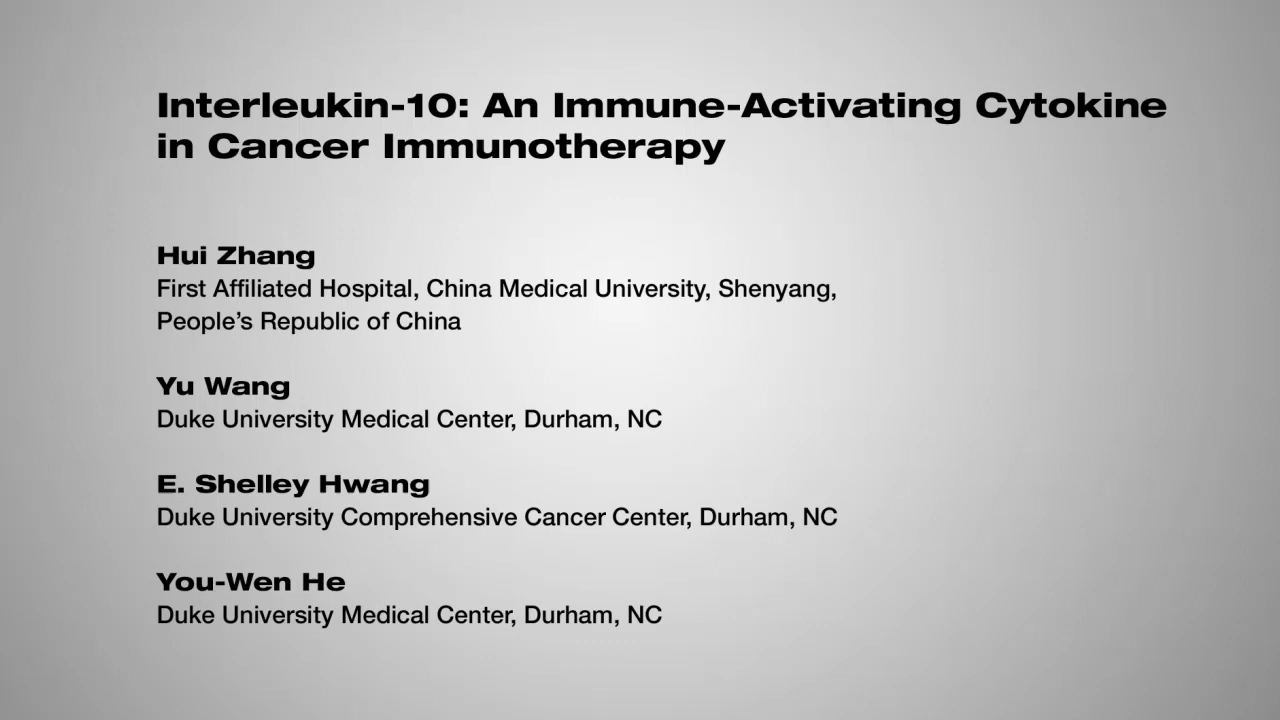 Interleukin-10: An Immune-Activating Cytokine
in Cancer Immunotherapy
Hui Zhang
First Affiliated Hospital, China Medical University, Shenyang,
People’s Republic of China
Yu Wang
Duke University Medical Center, Durham, NC
E. Shelley Hwang
Duke University Comprehensive Cancer Center, Durham, NC
You-Wen He
Duke University Medical Center, Durham, NC